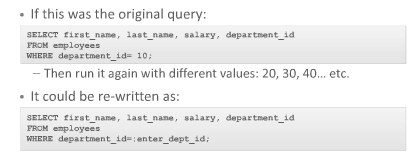 • If this was the original query:
SELECT first_name, last_name, salary, department_id
FROM employees
WHERE department_id= 10;
– Then run it again with different values: 20, 30, 40… etc.
• It could be re-written as:
SELECT first_name, last_name, salary, department_id
FROM employees
WHERE department_id=:enter_dept_id;